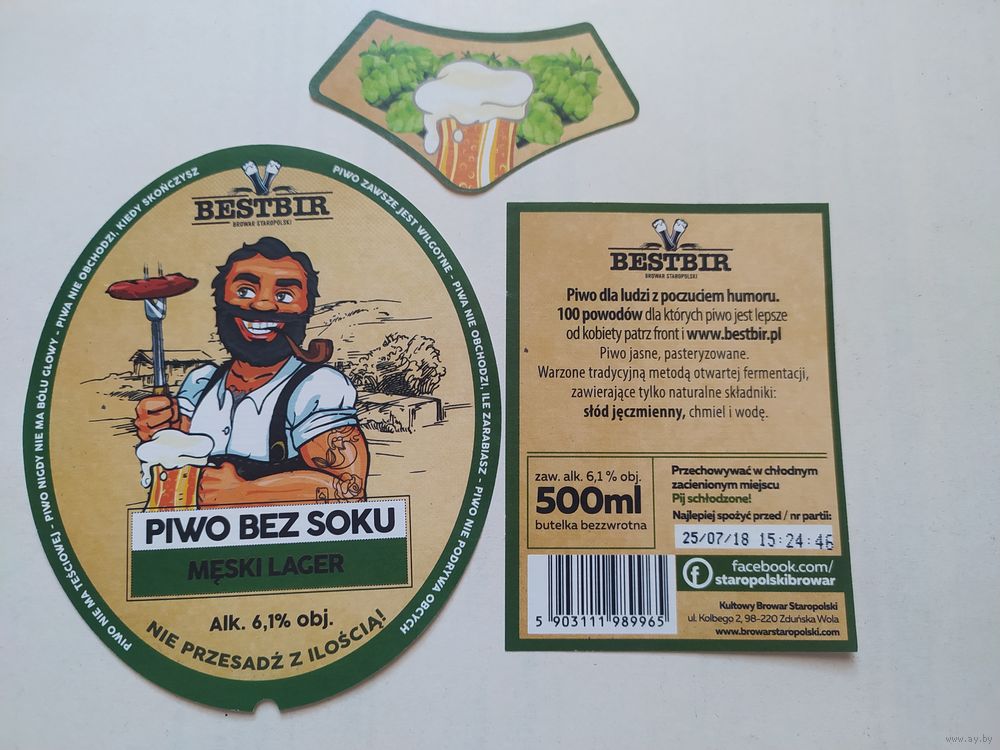 BESTBIR
BROWAR STAROPOLSKI
PIWO NIE MA TEŚCIOWEJ - PIWO NIGDY NIE MA BÓLU GŁOWY - PIWA NIE OBCHODZI, KIEDY SKOŃCZYSZ
PIWO ZAWSZE JEST WILGOTNE - PIWA NIE OBCHODZI, ILE ZARABIASZ - PIWO NIE PODRYWA OBCYCH
PIWO BEZ SOKU
MĘSKI LAGER
Alk. 6,1% obj.
NIE PRZESADŹ Z ILOŚCIĄ!
BESTBIR
BROWAR STAROPOLSKI
Piwo dla ludzi z poczuciem humoru.
100 powodów dla których piwo jest lepsze
od kobiety patrz front i www.bestbir.pl
Piwo jasne, pasteryzowane.
Warzone tradycyjną metodą otwartej fermentacji,
zawierające tylko naturalne składniki:
słód jęczmienny, chmiel i wodę.
zaw. alk. 6,1 % obj.
500ml
butelka bezzwrotna
Przechowywać w chłodnym
zacienionym miejscu
Pij schłodzone!
Najlepiej spożyć przed / nr partii:
25/07/18 15:24:46
facebook.com/
staropolskibrowar
5 903111 989965
Kultowy Browar Staropolski
ul. Kolbego 2, 98-220 Zduńska Wola
www.browarstaropolski.com
www.ay.by